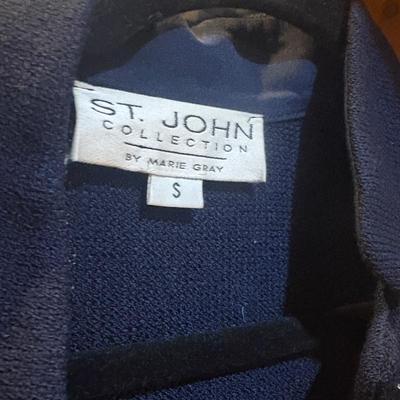 ST. JOHN
COLLECTION
BY MARIE GRAY
S